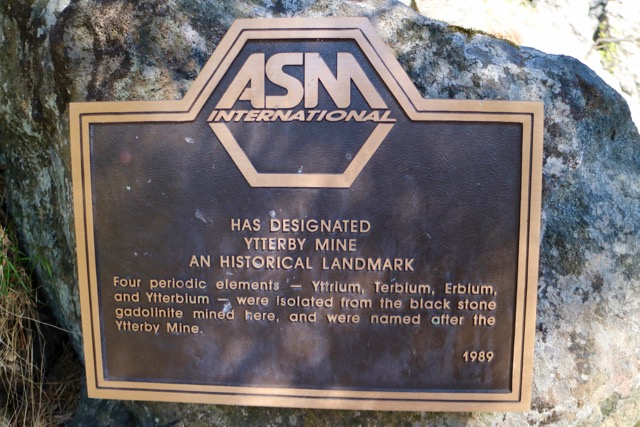 ASM
INTERNATIONAL
HAS DESIGNATED
YTTERBY MINE
AN HISTORICAL LANDMARK
Four periodic elements — Yttrium, Terbium, Erbium,
and Ytterbium — were isolated from the black stone
gadolinite mined here, and were named after the
Ytterby Mine.
1989